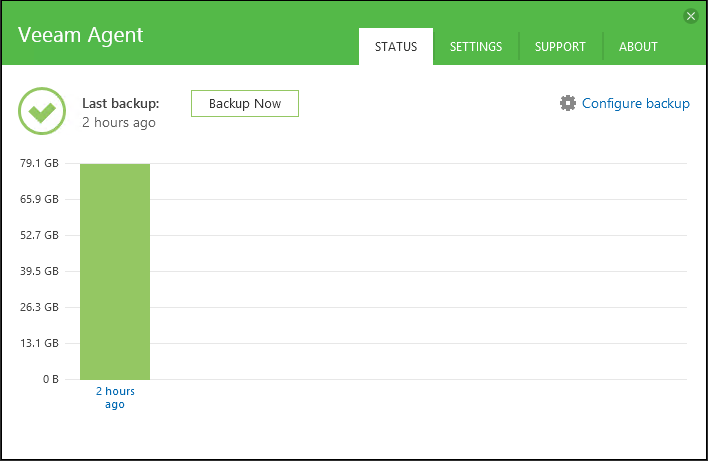 Veeam Agent
STATUS
SETTINGS
SUPPORT
ABOUT
Last backup:
2 hours ago
Backup Now
Configure backup
79.1 GB
65.9 GB
52.7 GB
39.5 GB
26.3 GB
13.1 GB
0 B
2 hours
ago